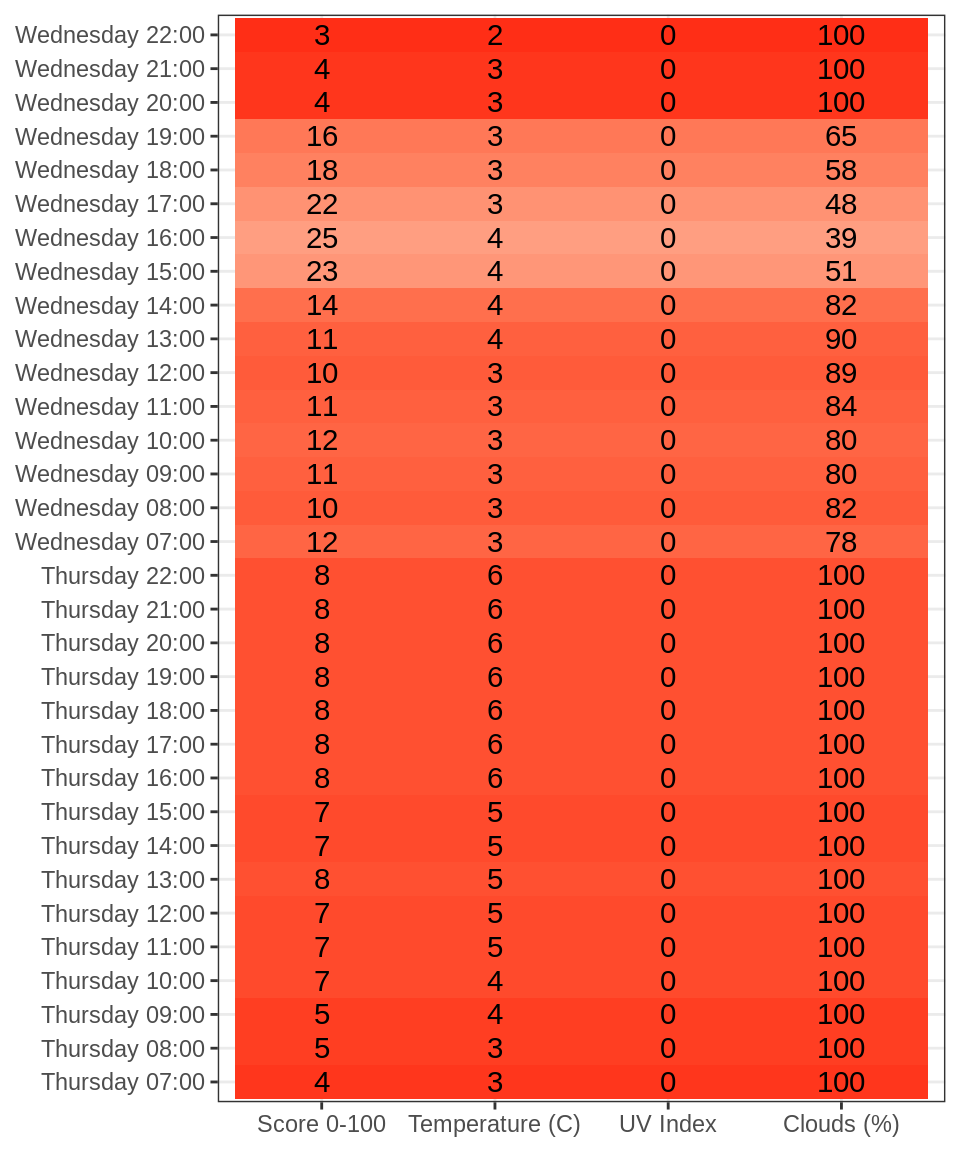 Wednesday 22:00 3 2 0 100
Wednesday 21:00 4 3 0 100
Wednesday 20:00 4 3 0 100
Wednesday 19:00 16 3 0 65
Wednesday 18:00 18 3 0 58
Wednesday 17:00 22 3 0 48
Wednesday 16:00 25 4 0 39
Wednesday 15:00 23 4 0 51
Wednesday 14:00 14 4 0 82
Wednesday 13:00 11 4 0 90
Wednesday 12:00 10 3 0 89
Wednesday 11:00 11 3 0 84
Wednesday 10:00 12 3 0 80
Wednesday 09:00 11 3 0 80
Wednesday 08:00 10 3 0 82
Wednesday 07:00 12 3 0 78
Thursday 22:00 8 6 0 100
Thursday 21:00 8 6 0 100
Thursday 20:00 8 6 0 100
Thursday 19:00 8 6 0 100
Thursday 18:00 8 6 0 100
Thursday 17:00 8 6 0 100
Thursday 16:00 8 6 0 100
Thursday 15:00 7 5 0 100
Thursday 14:00 7 5 0 100
Thursday 13:00 8 5 0 100
Thursday 12:00 7 5 0 100
Thursday 11:00 7 5 0 100
Thursday 10:00 7 4 0 100
Thursday 09:00 5 4 0 100
Thursday 08:00 5 3 0 100
Thursday 07:00 4 3 0 100
Score 0-100 Temperature (C) UV Index Clouds (%)